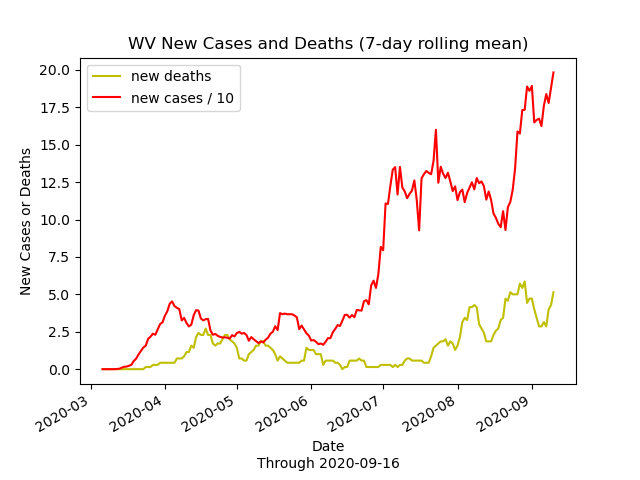 WV New Cases and Deaths (7-day rolling mean)
new deaths
new cases / 10
20.0
17.5
15.0
12.5
10.0
7.5
5.0
2.5
0.0
New Cases or Deaths
2020-03
2020-04
2020-05
2020-06
2020-07
2020-08
2020-09
Date
Through 2020-09-16